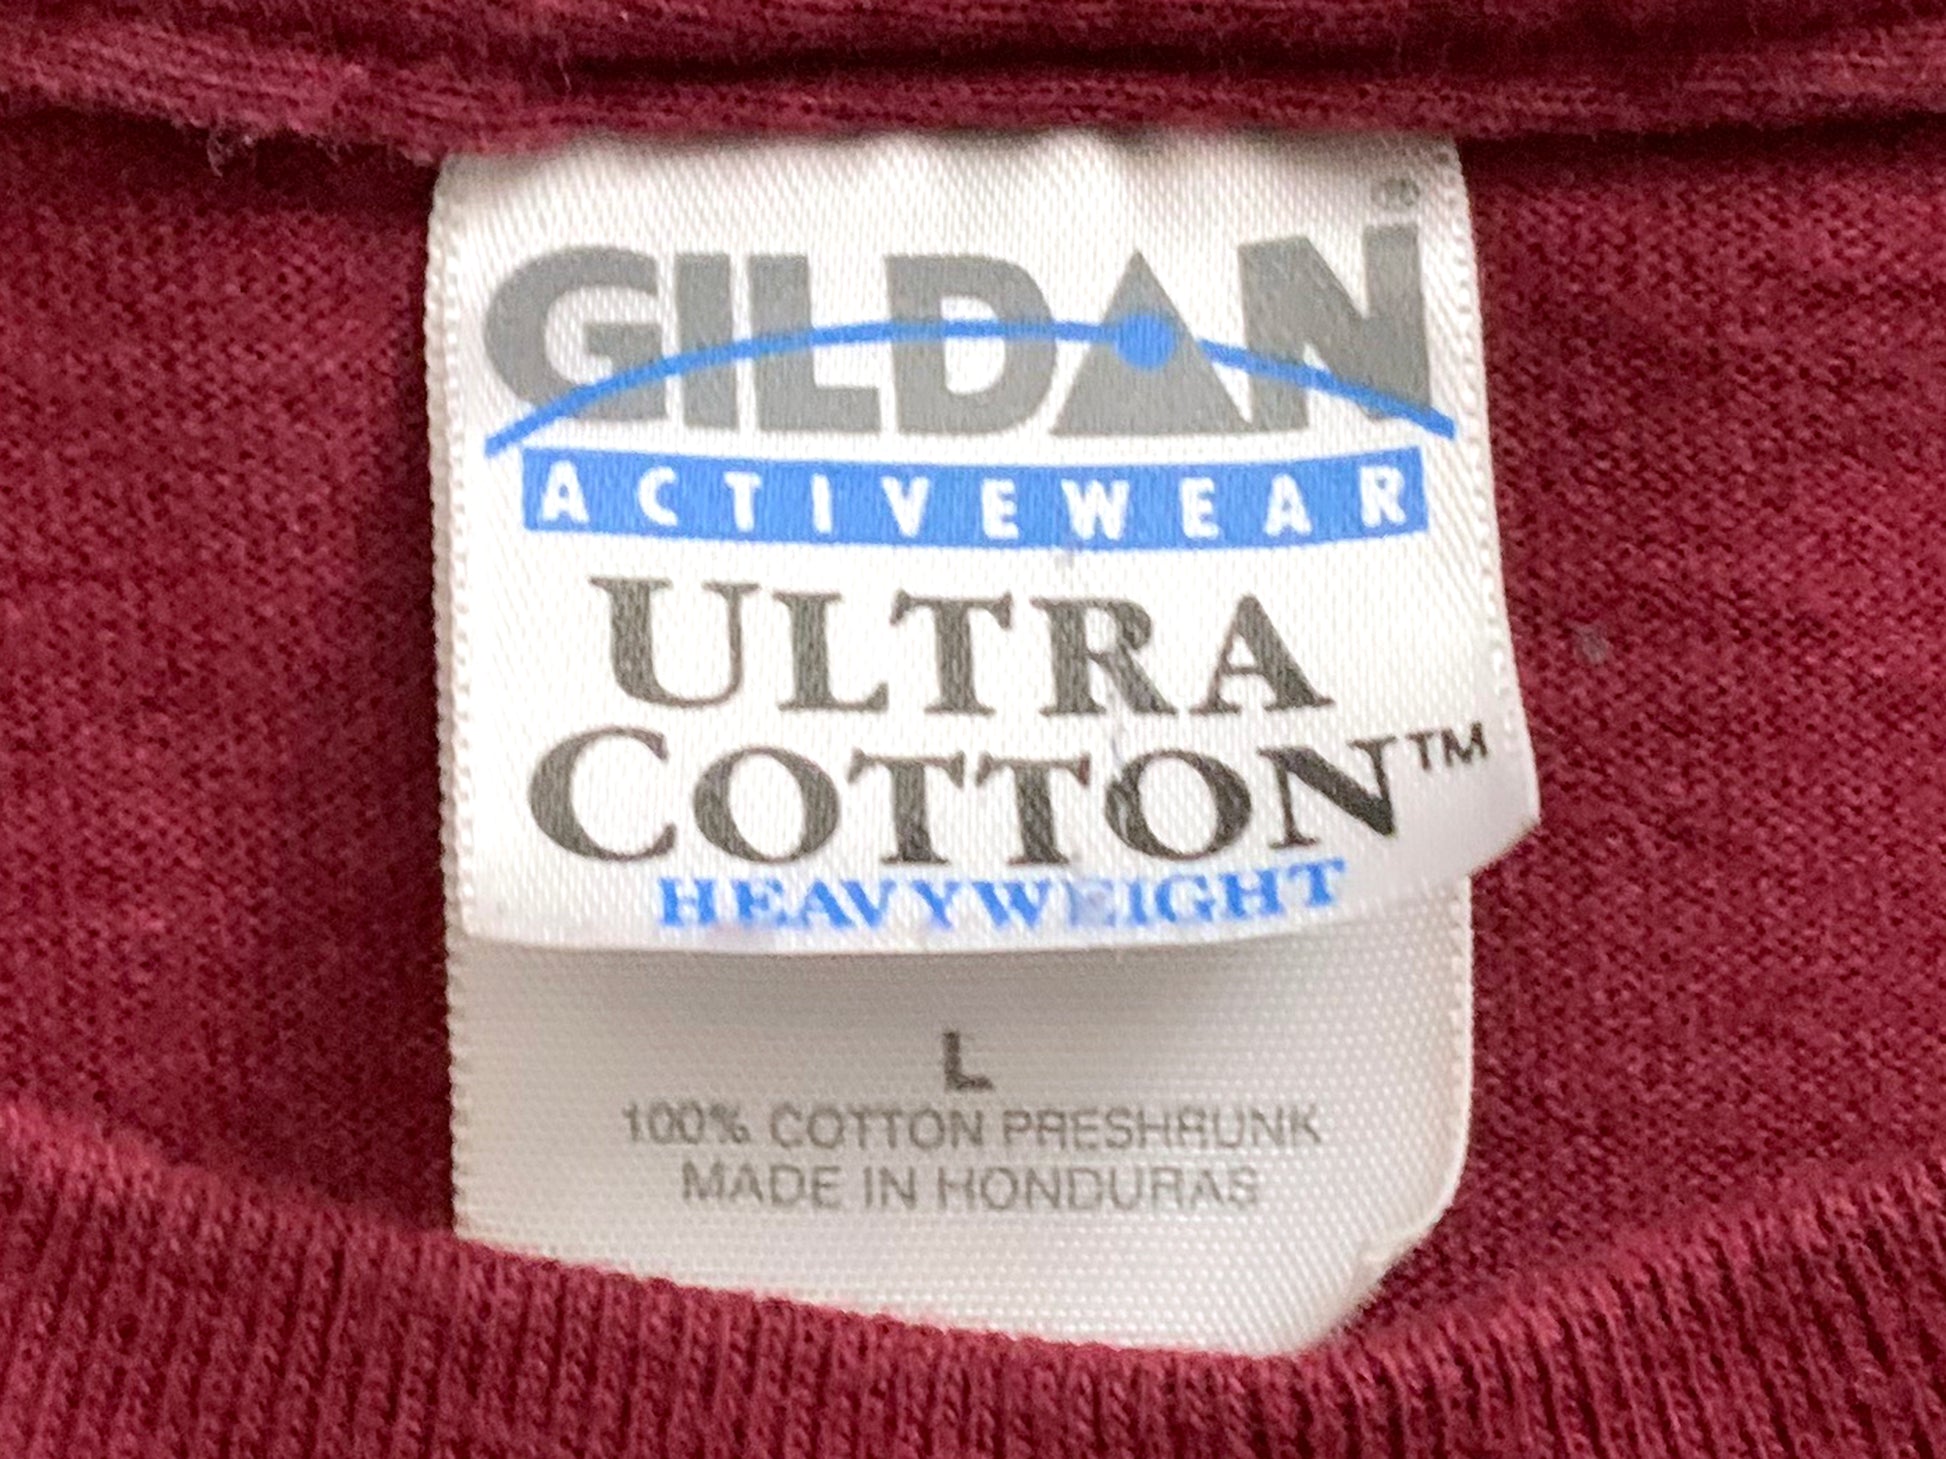 GILDAN®
ACTIVEWEAR
ULTRA
COTTON™
HEAVYWEIGHT
L
100% COTTON PRESHRUNK
MADE IN HONDURAS